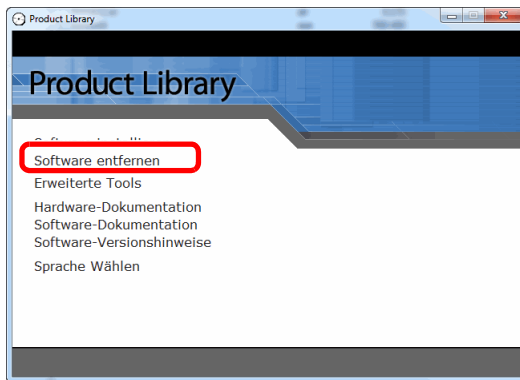 Product Library
Product Library
Software entfernen
Erweiterte Tools
Hardware-Dokumentation
Software-Dokumentation
Software-Versionshinweise
Sprache Wählen